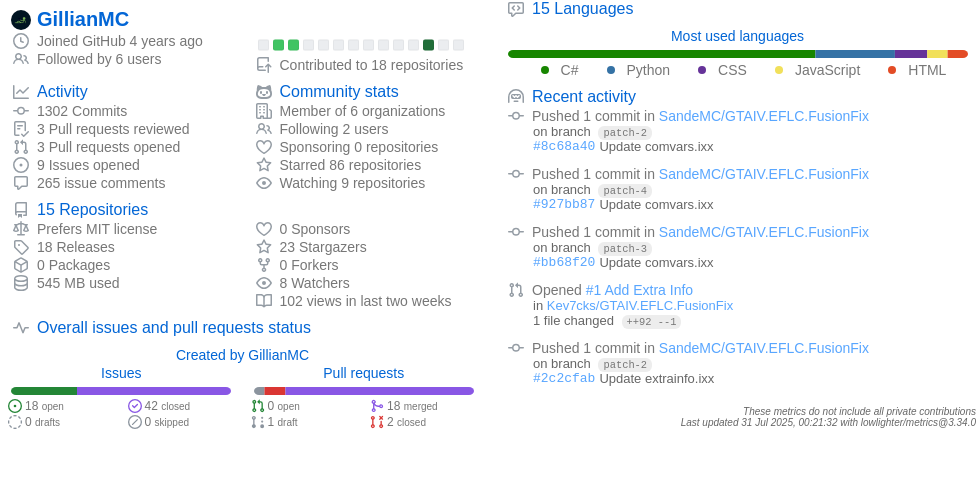 GillianMC
Joined GitHub 4 years ago
Followed by 6 users
Contributed to 18 repositories
Activity
1302 Commits
3 Pull requests reviewed
3 Pull requests opened
9 Issues opened
265 issue comments
Community stats
Member of 6 organizations
Following 2 users
Sponsoring 0 repositories
Starred 86 repositories
Watching 9 repositories
15 Repositories
Prefers MIT license
18 Releases
0 Packages
545 MB used
0 Sponsors
23 Stargazers
0 Forkers
8 Watchers
102 views in last two weeks
Overall issues and pull requests status
Created by GillianMC
Issues
18 open
42 closed
0 drafts
0 skipped
Pull requests
0 open
18 merged
1 draft
2 closed
15 Languages
Most used languages
C# Python CSS JavaScript HTML
Recent activity
Pushed 1 commit in SandeMC/GTAIV.EFLC.FusionFix
on branch patch-2
#8c68a40 Update comvars.ixx
Pushed 1 commit in SandeMC/GTAIV.EFLC.FusionFix
on branch patch-4
#927bb87 Update comvars.ixx
Pushed 1 commit in SandeMC/GTAIV.EFLC.FusionFix
on branch patch-3
#bb68f20 Update comvars.ixx
Opened #1 Add Extra Info
in Kev7cks/GTAIV.EFLC.FusionFix
1 file changed ++92 --1
Pushed 1 commit in SandeMC/GTAIV.EFLC.FusionFix
on branch patch-2
#2c2cfab Update extrainfo.ixx
These metrics do not include all private contributions
Last updated 31 Jul 2025, 00:21:32 with lowlighter/metrics@3.34.0